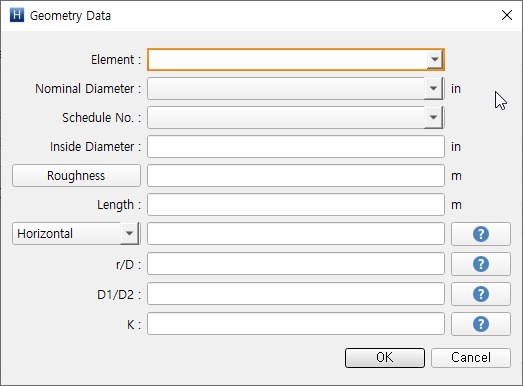 H Geometry Data
Element :
Nominal Diameter : in
Schedule No. :
Inside Diameter : in
Roughness m
Length : m
Horizontal ?
r/D : ?
D1/D2 : ?
K : ?
OK Cancel